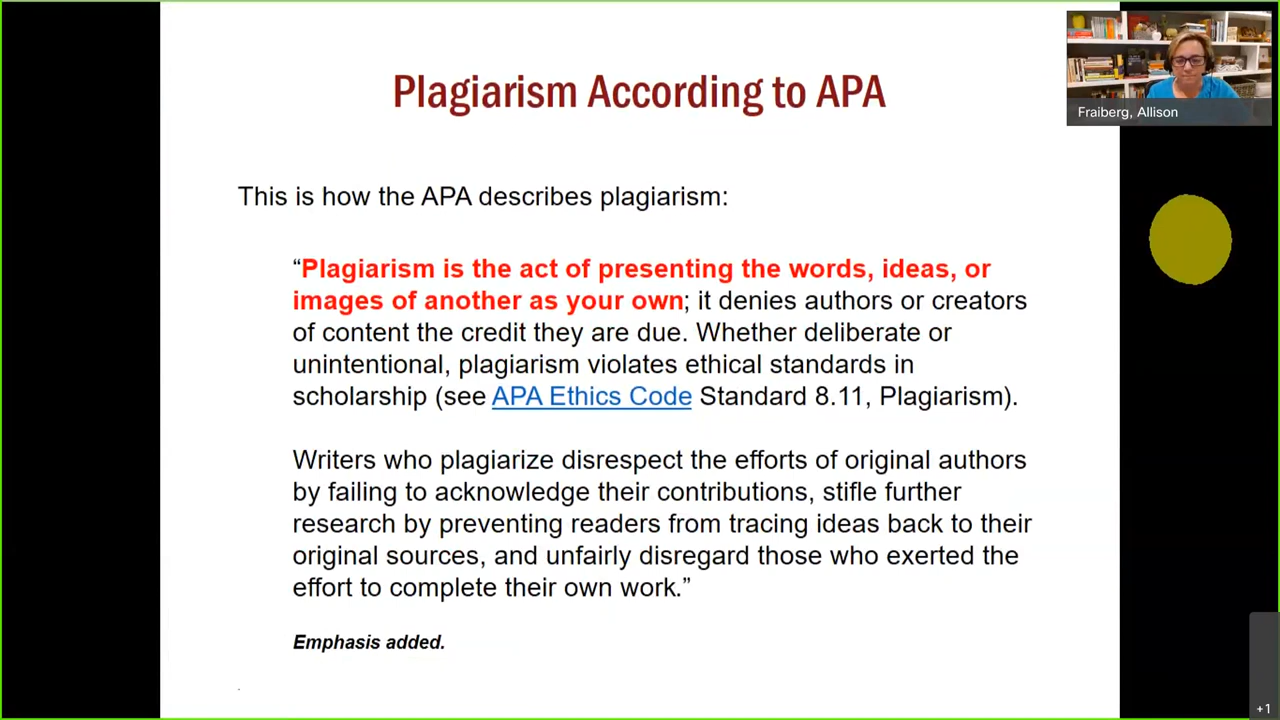 Plagiarism According to APA
Fraiberg, Allison
This is how the APA describes plagiarism:
“Plagiarism is the act of presenting the words, ideas, or
images of another as your own; it denies authors or creators
of content the credit they are due. Whether deliberate or
unintentional, plagiarism violates ethical standards in
scholarship (see APA Ethics Code Standard 8.11, Plagiarism).
Writers who plagiarize disrespect the efforts of original authors
by failing to acknowledge their contributions, stifle further
research by preventing readers from tracing ideas back to their
original sources, and unfairly disregard those who exerted the
effort to complete their own work.”
Emphasis added.
.
+1